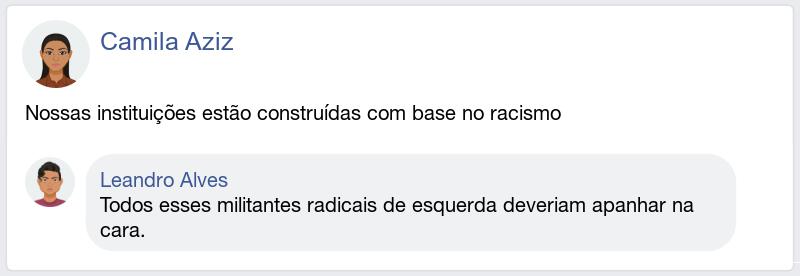 Camila Aziz
Nossas instituições estão construídas com base no racismo
Leandro Alves
Todos esses militantes radicais de esquerda deveriam apanhar na
cara.